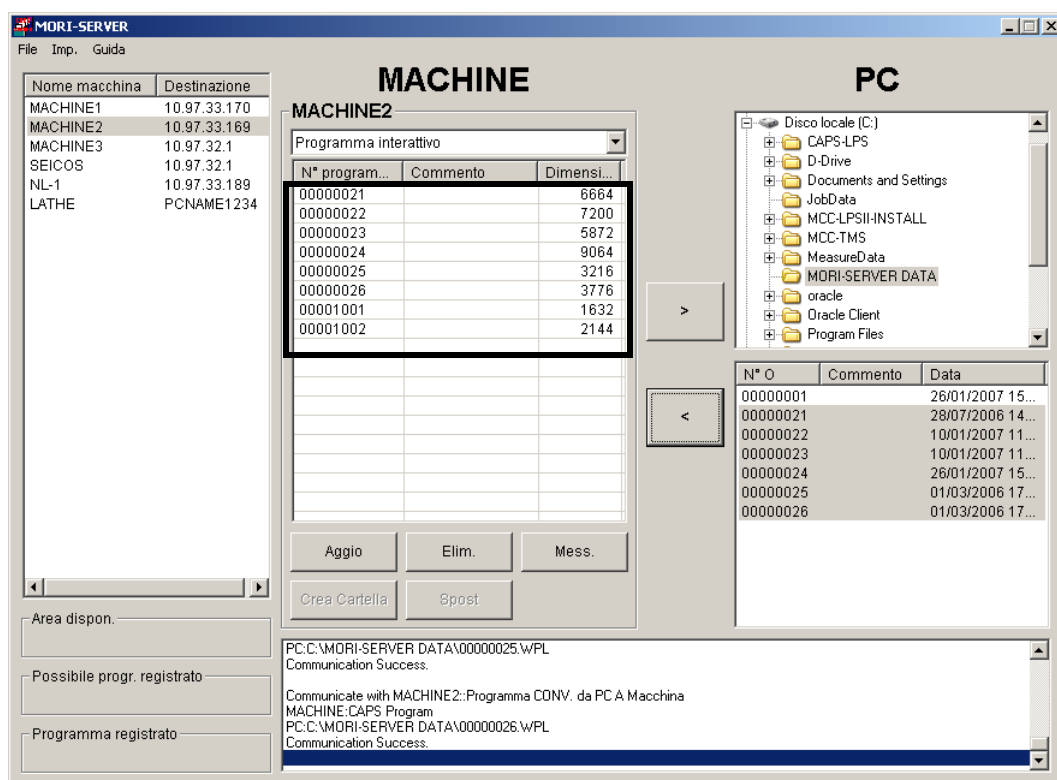 MORI-SERVER
File Imp. Guida
Nome macchina Destinazione
MACHINE1 10.97.33.170
MACHINE2 10.97.33.169
MACHINE3 10.97.32.1
SEICOS 10.97.32.1
NL-1 10.97.33.189
LATHE PCNAME1234
Area dispon.
Possibile progr. registrato
Programma registrato
MACHINE
MACHINE2
Programma interattivo
N° program... Commento Dimensi...
00000021 6664
00000022 7200
00000023 5872
00000024 9064
00000025 3216
00000026 3776
00001001 1632
00001002 2144
Aggio Elim. Mess.
Crea Cartella Spost
>
<
PC
Disco locale (C:)
CAPS-LPS
D-Drive
Documents and Settings
JobData
MCC-LPSII-INSTALL
MCC-TMS
MeasureData
MORI-SERVER DATA
oracle
Oracle Client
Program Files
N° O Commento Data
00000001 26/01/2007 15...
00000021 28/07/2006 14...
00000022 10/01/2007 11...
00000023 10/01/2007 11...
00000024 26/01/2007 15...
00000025 01/03/2006 17...
00000026 01/03/2006 17...
PC:C:\MORI-SERVER DATA\00000025.WPL
Communication Success.
Communicate with MACHINE2::Programma CONV. da PC A Macchina
MACHINE:CAPS Program
PC:C:\MORI-SERVER DATA\00000026.WPL
Communication Success.